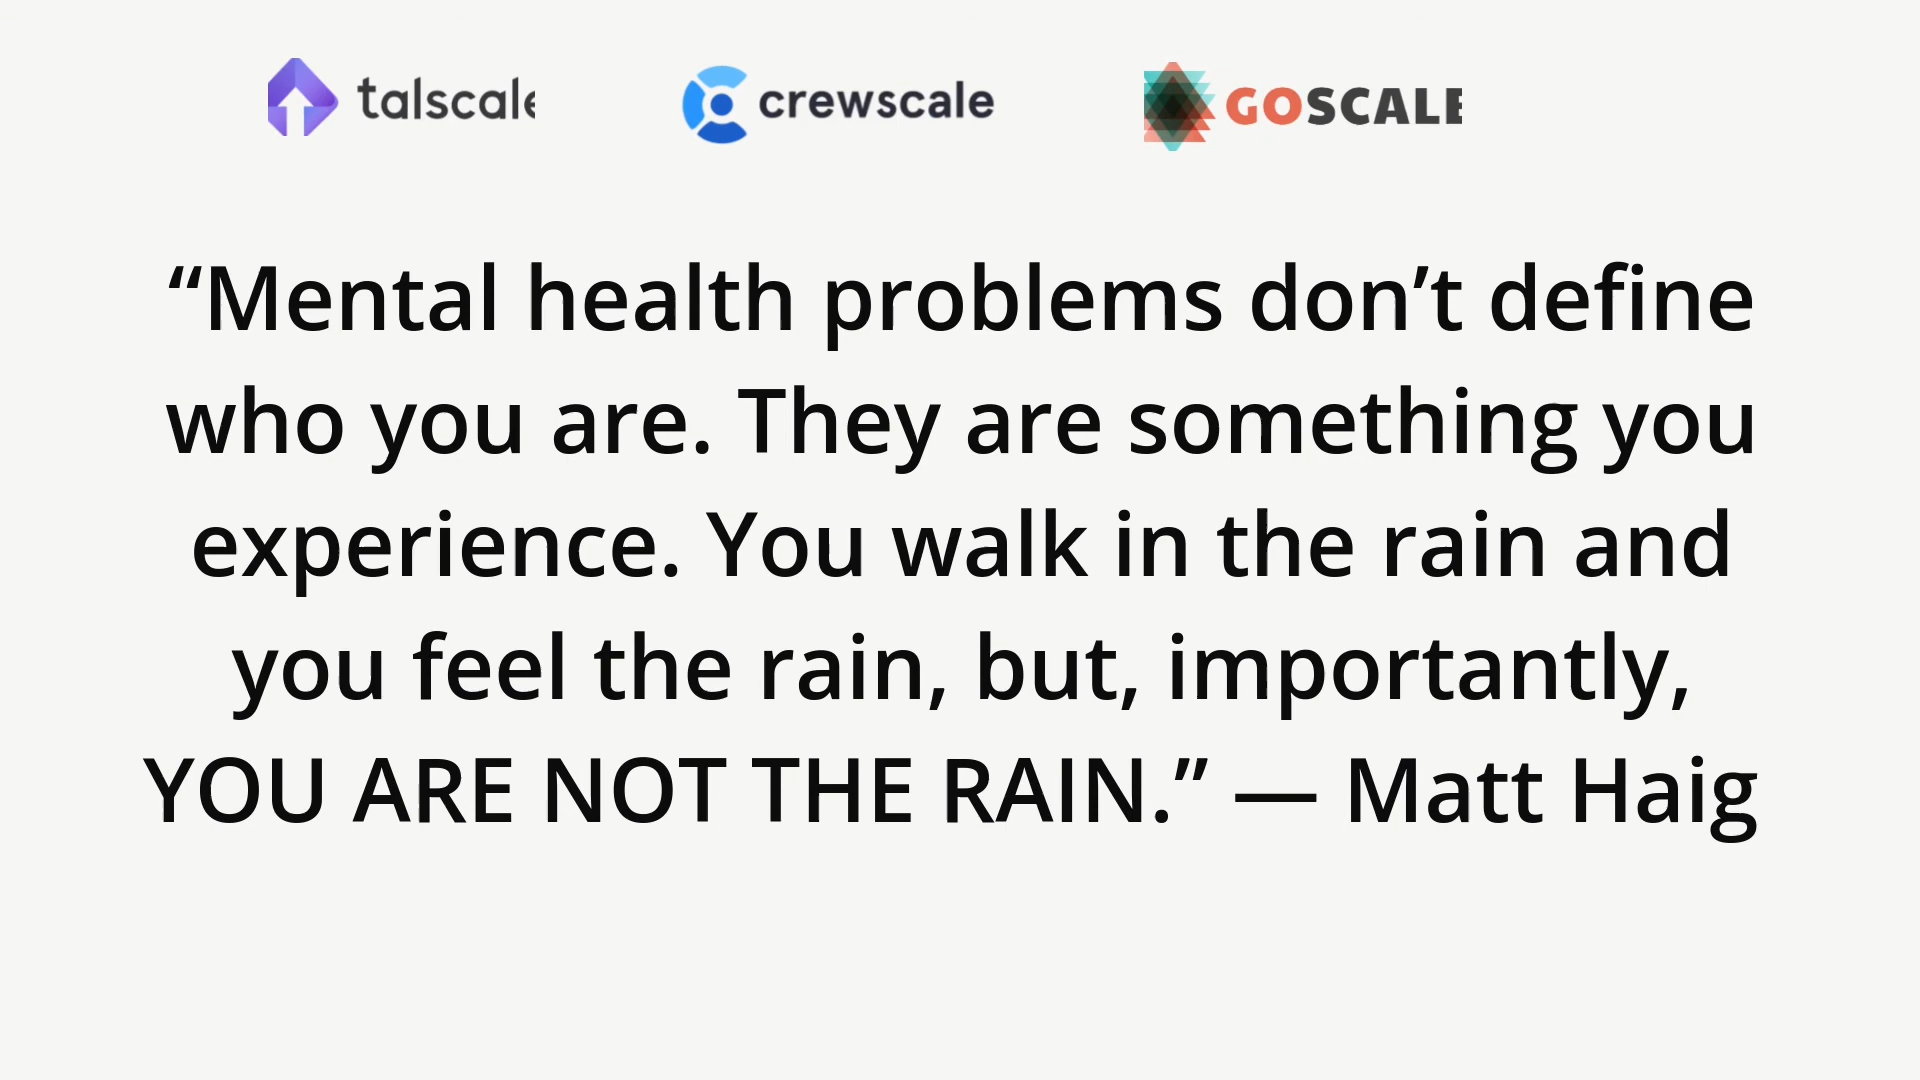 talscale
crewscale
GOSCALE
“Mental health problems don’t define
who you are. They are something you
experience. You walk in the rain and
you feel the rain, but, importantly,
YOU ARE NOT THE RAIN.” — Matt Haig